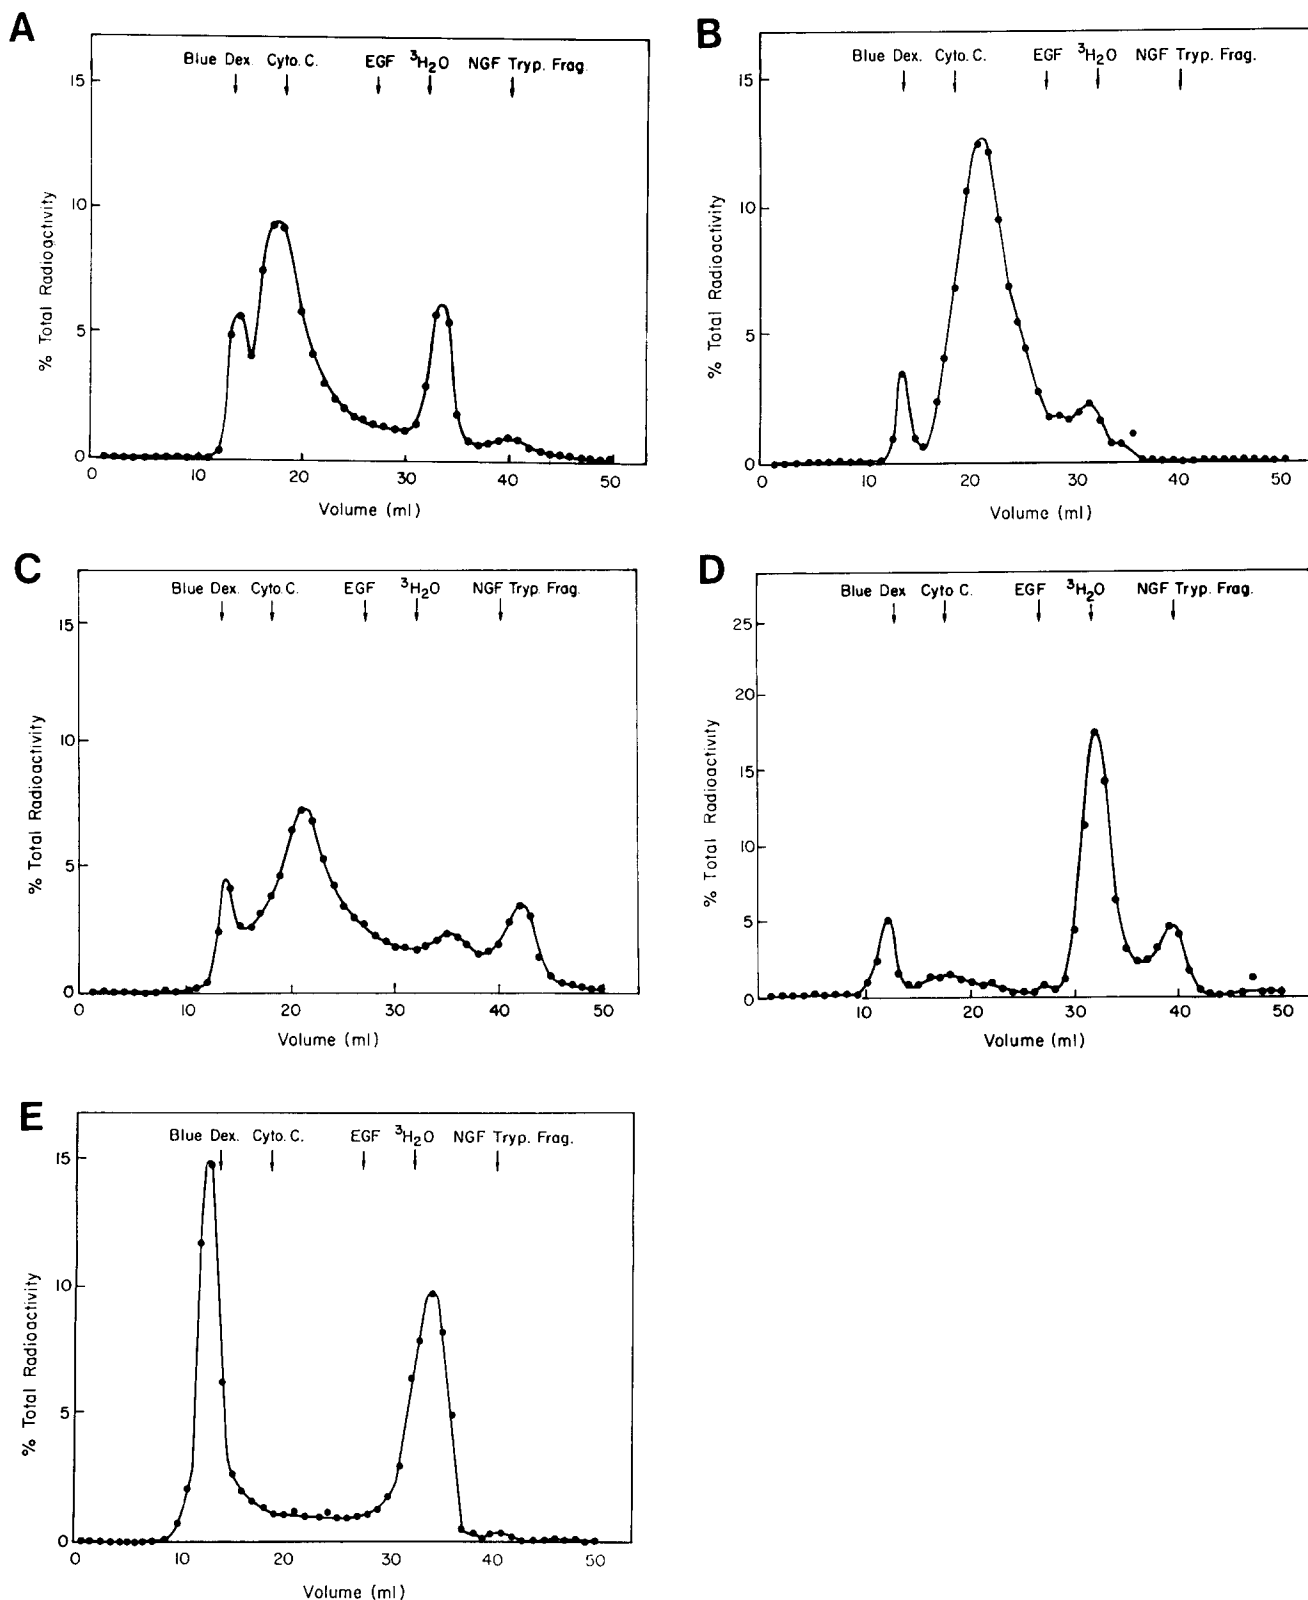 A
Blue Dex. Cyto. C. EGF ³H₂O NGF Tryp. Frag.
15
10
5
0
% Total Radioactivity
0 10 20 30 40 50
Volume (ml)
B
Blue Dex. Cyto. C. EGF ³H₂O NGF Tryp. Frag.
15
10
5
0
% Total Radioactivity
0 10 20 30 40 50
Volume (ml)
C
Blue Dex. Cyto. C. EGF ³H₂O NGF Tryp. Frag.
15
10
5
0
% Total Radioactivity
0 10 20 30 40 50
Volume (ml)
D
Blue Dex Cyto C. EGF ³H₂O NGF Tryp. Frag.
25
20
15
10
5
0
% Total Radioactivity
10 20 30 40 50
Volume (ml)
E
Blue Dex. Cyto. C. EGF ³H₂O NGF Tryp. Frag.
15
10
5
0
% Total Radioactivity
0 10 20 30 40 50
Volume (ml)